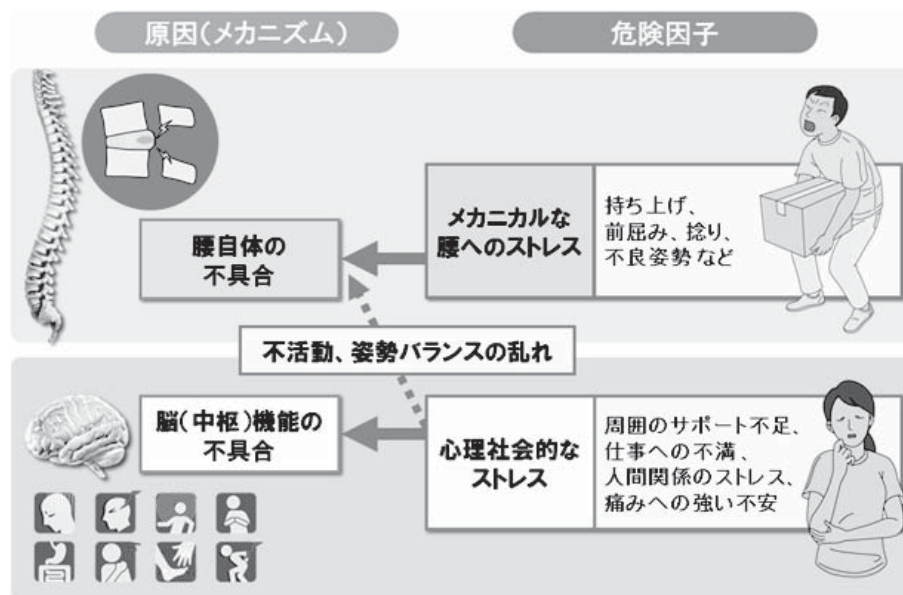 原因(メカニズム)
危険因子
腰自体の
不具合
メカニカルな
腰へのストレス
持ち上げ、
前屈み、捻り、
不良姿勢など
不活動、姿勢バランスの乱れ
脳(中枢)機能の
不具合
心理社会的な
ストレス
周囲のサポート不足、
仕事への不満、
人間関係のストレス、
痛みへの強い不安